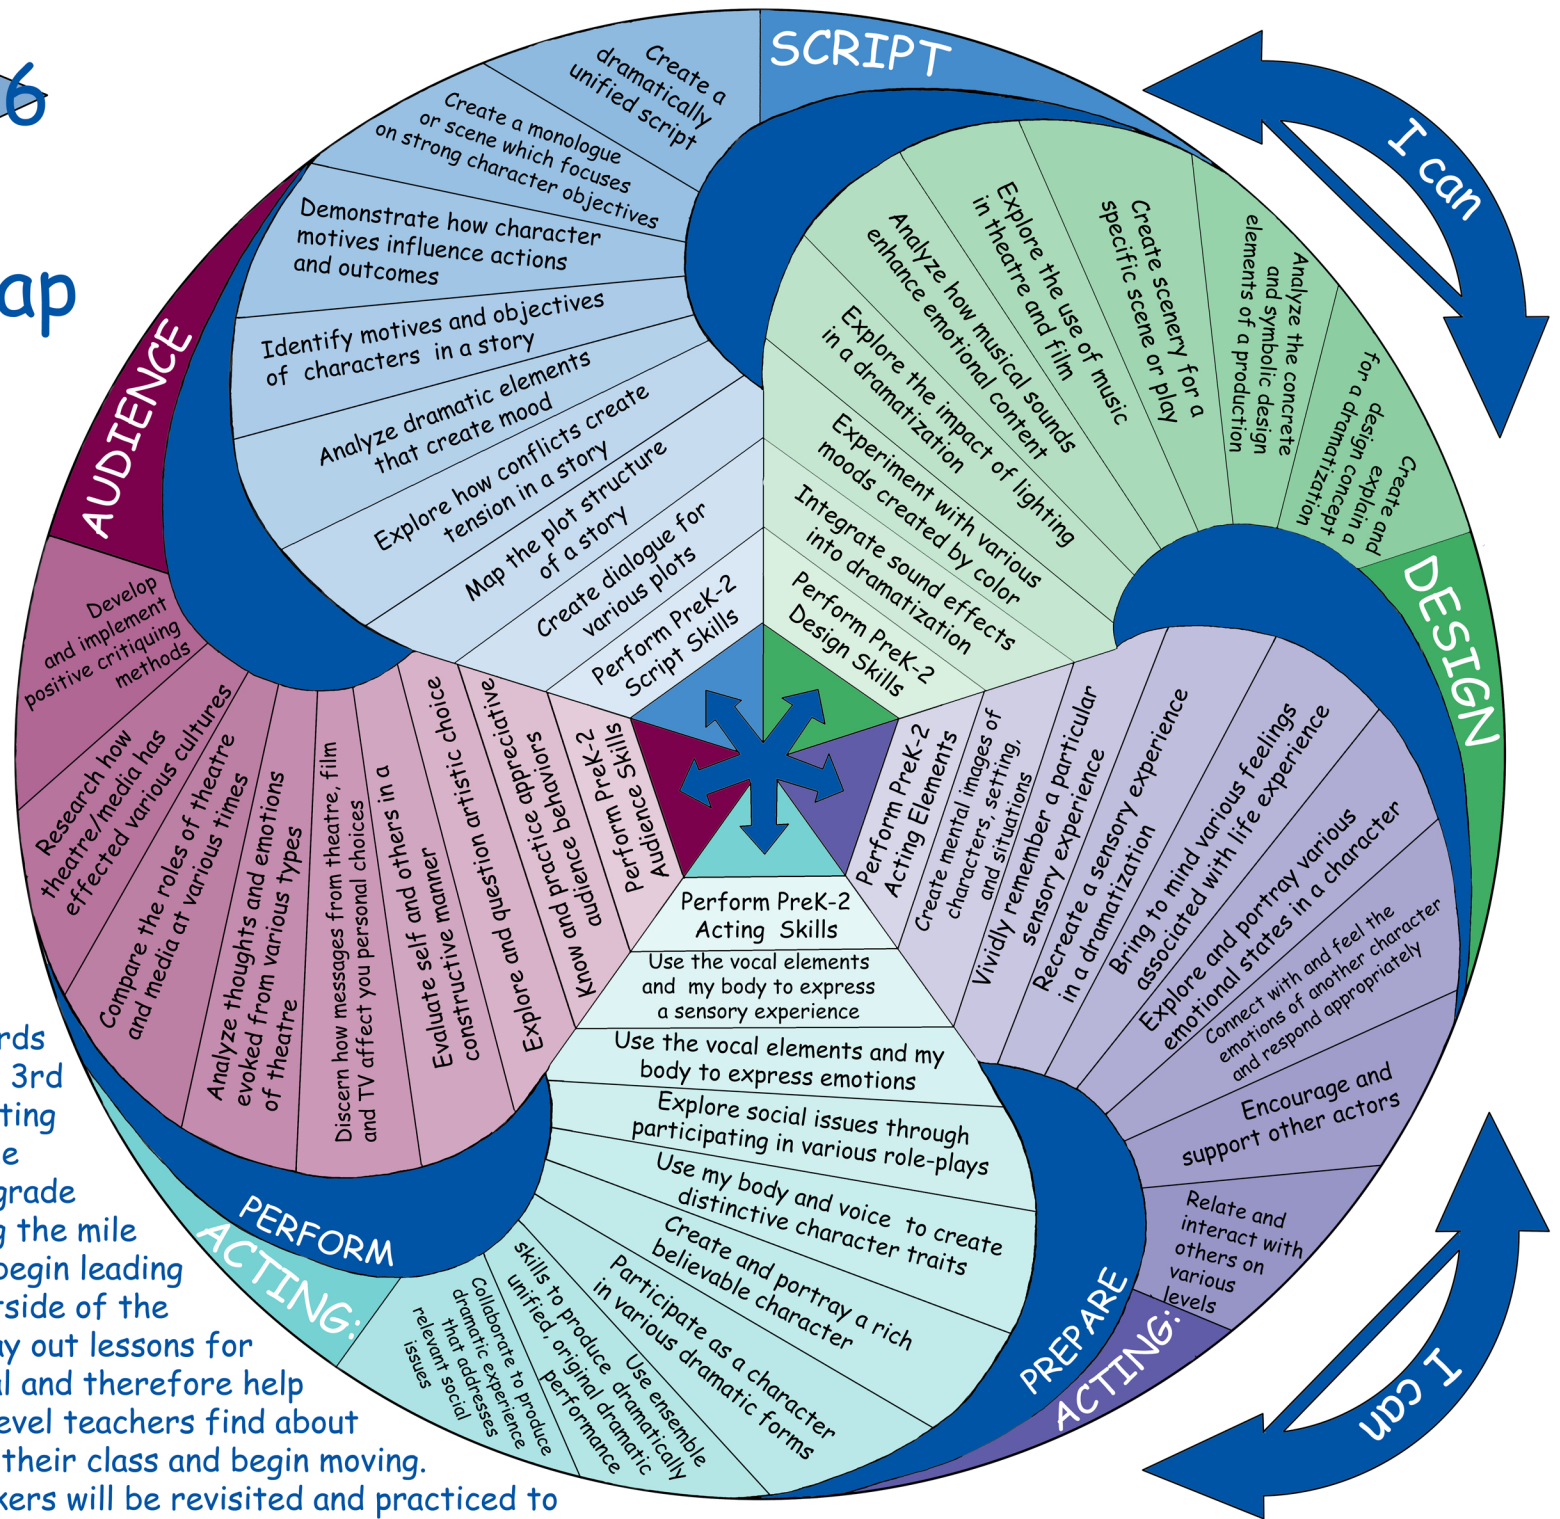 6
ap
SCRIPT
Create a
dramatically
unified script
Create a monologue
or scene which focuses
on strong character objectives
Demonstrate how character
motives influence actions
and outcomes
Identify motives and objectives
of characters in a story
Analyze dramatic elements
that create mood
Explore how conflicts create
tension in a story
Map the plot structure
of a story
Create dialogue for
various plots
Perform PreK-2
Script Skills
DESIGN
Create and
explain a
design concept
for a dramatization
Analyze the concrete
and symbolic design
elements of a production
Create scenery for a
specific scene or play
Explore the use of music
in theatre and film
Analyze how musical sounds
enhance emotional content
Explore the impact of lighting
in a dramatization
Experiment with various
moods created by color
Integrate sound effects
into dramatization
Perform PreK-2
Design Skills
I can
ACTING:
PREPARE
Perform PreK-2
Acting Elements
Create mental images of
characters, setting,
and situations
Vividly remember a particular
sensory experience
Recreate a sensory experience
in a dramatization
Bring to mind various feelings
associated with life experience
Explore and portray various
emotional states in a character
Connect with and feel the
emotions of another character
and respond appropriately
Encourage and
support other actors
Relate and
interact with
others on
various
levels
I can
ACTING:
PERFORM
Perform PreK-2
Acting Skills
Use the vocal elements
and my body to express
a sensory experience
Use the vocal elements and my
body to express emotions
Explore social issues through
participating in various role-plays
Use my body and voice to create
distinctive character traits
Create and portray a rich
believable character
Participate as a character
in various dramatic forms
Use ensemble
skills to produce dramatically
unified, original dramatic
performance
Collaborate to produce
dramatic experience
that addresses
relevant social
issues
AUDIENCE
Perform PreK-2
Audience Skills
Know and practice appreciative
audience behaviors
Explore and question artistic choice
Evaluate self and others in a
constructive manner
Discern how messages from theatre, film
and TV affect you personal choices
Analyze thoughts and emotions
evoked from various types
of theatre
Compare the roles of theatre
and media at various times
Research how
theatre/media has
effected various cultures
Develop
and implement
positive critiquing
methods
rds
3rd
ting
e
grade
g the mile
begin leading
tside of the
ay out lessons for
al and therefore help
evel teachers find about
their class and begin moving.
kers will be revisited and practiced to